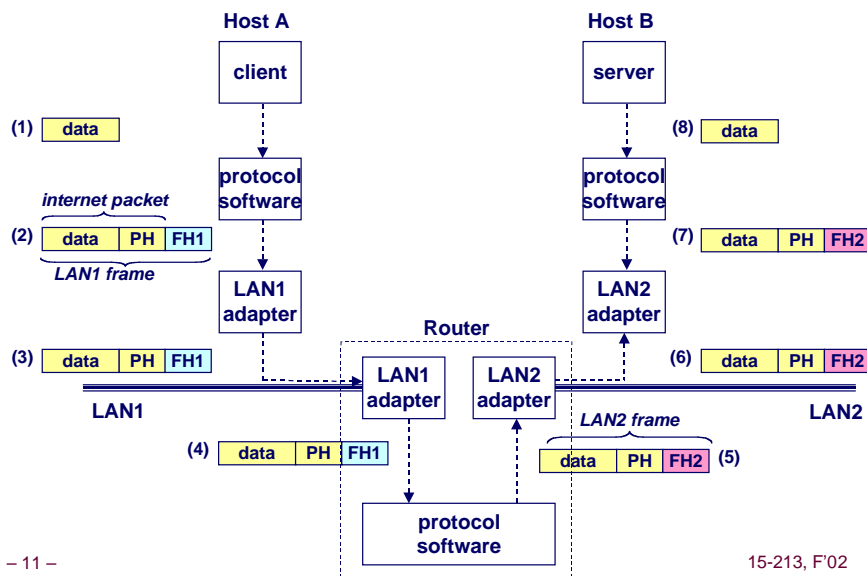 Host A
Host B
client
server
(1) data
(8) data
protocol
software
protocol
software
internet packet
(2) data PH FH1
LAN1 frame
(7) data PH FH2
LAN1
adapter
LAN2
adapter
Router
(3) data PH FH1
(6) data PH FH2
LAN1
adapter
LAN2
adapter
LAN1
LAN2
LAN2 frame
(4) data PH FH1
data PH FH2 (5)
protocol
software
– 11 –
15-213, F'02